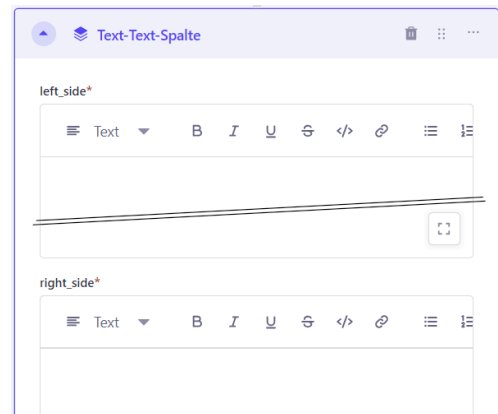 Text-Text-Spalte
left_side*
Text B I U S </>
right_side*
Text B I U S </>